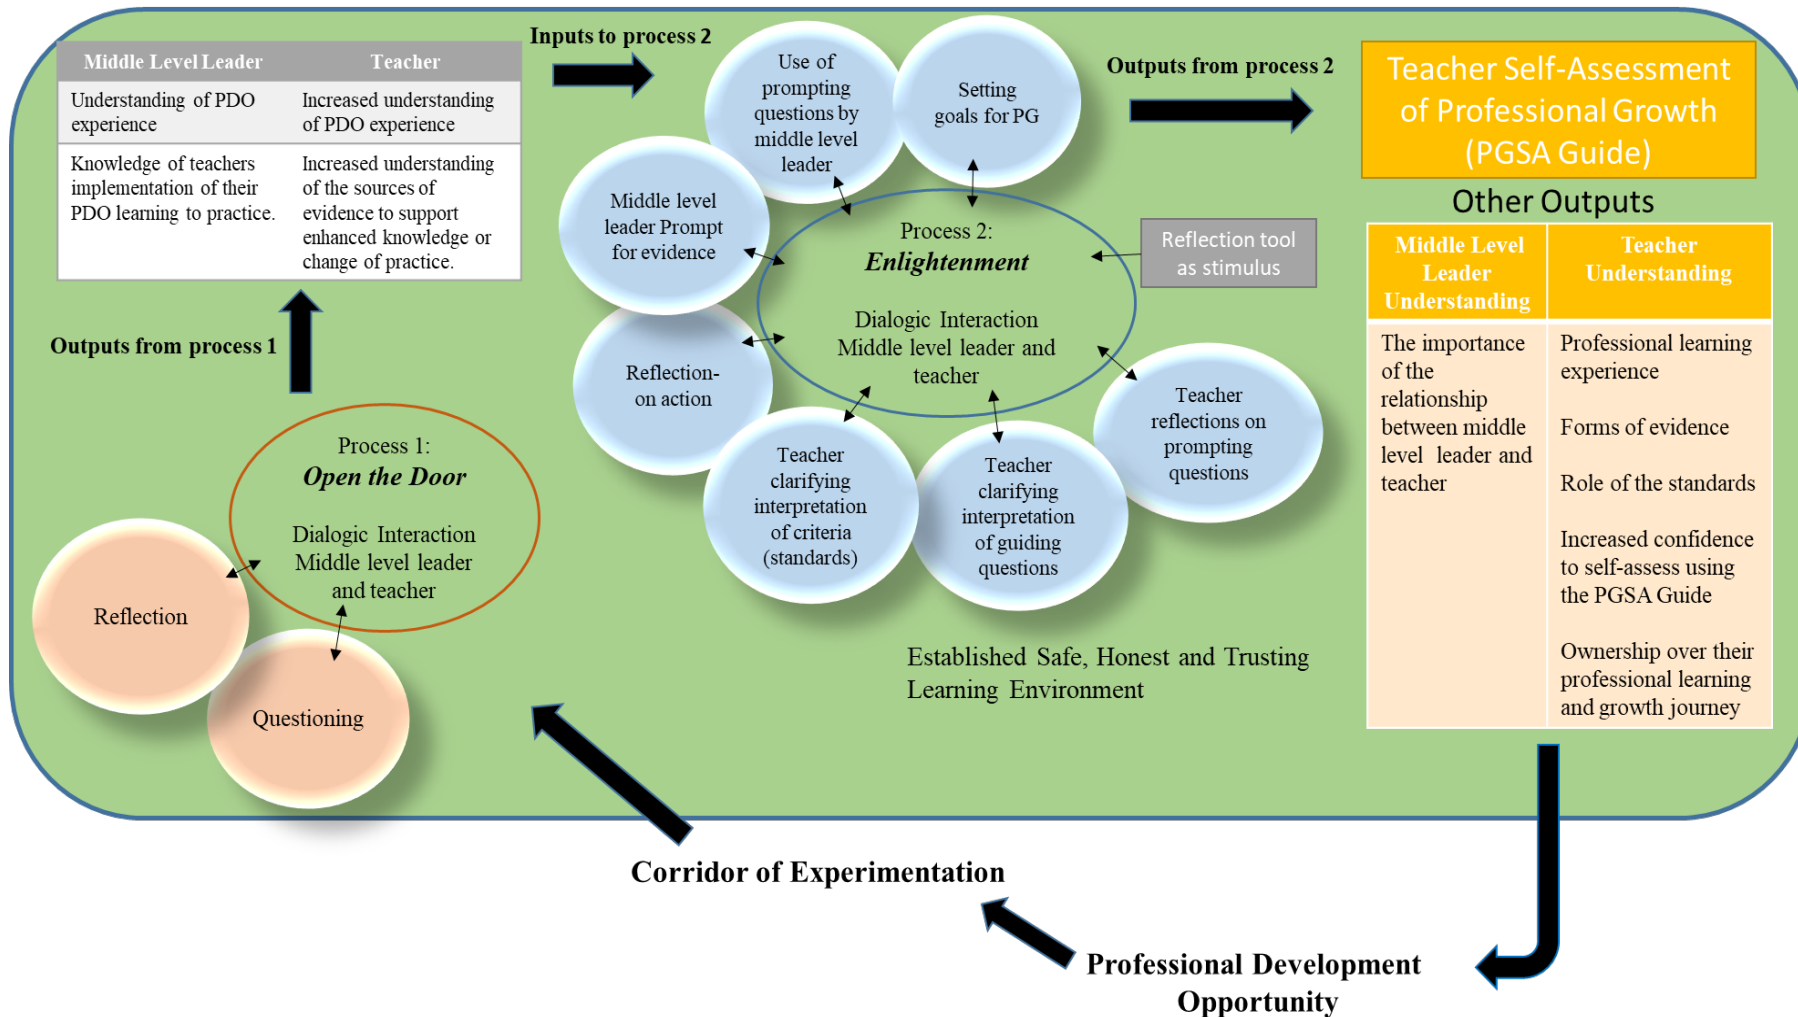 Middle Level Leader
Teacher
Understanding of PDO
experience
Increased understanding
of PDO experience
Knowledge of teachers
implementation of their
PDO learning to practice.
Increased understanding
of the sources of
evidence to support
enhanced knowledge or
change of practice.
Outputs from process 1
Process 1:
Open the Door
Dialogic Interaction
Middle level leader
and teacher
Reflection
Questioning
Inputs to process 2
Use of
prompting
questions by
middle level
leader
Setting
goals for PG
Middle level
leader Prompt
for evidence
Process 2:
Enlightenment
Dialogic Interaction
Middle level leader and
teacher
Reflection tool
as stimulus
Reflection-
on action
Teacher
clarifying
interpretation
of criteria
(standards)
Teacher
clarifying
interpretation
of guiding
questions
Teacher
reflections on
prompting
questions
Established Safe, Honest and Trusting
Learning Environment
Outputs from process 2
Teacher Self-Assessment
of Professional Growth
(PGSA Guide)
Other Outputs
Middle Level
Leader
Understanding
Teacher
Understanding
The importance
of the
relationship
between middle
level leader and
teacher
Professional learning
experience
Forms of evidence
Role of the standards
Increased confidence
to self-assess using
the PGSA Guide
Ownership over their
professional learning
and growth journey
Corridor of Experimentation
Professional Development
Opportunity